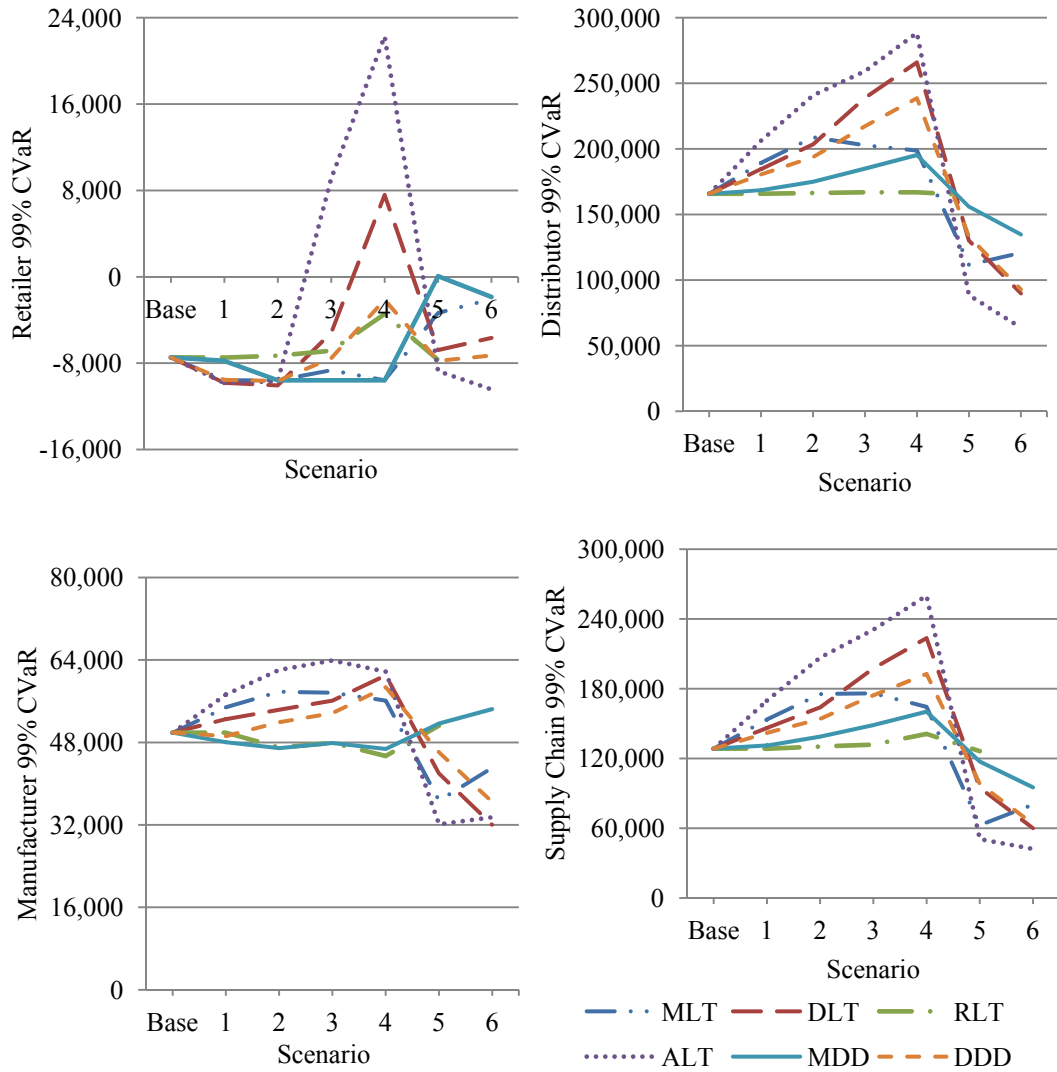 24,000
16,000
8,000
0
-8,000
-16,000
Retailer 99% CVaR
Base 1 2 3 4 5 6
Scenario
300,000
250,000
200,000
150,000
100,000
50,000
0
Distributor 99% CVaR
Base 1 2 3 4 5 6
Scenario
80,000
64,000
48,000
32,000
16,000
0
Manufacturer 99% CVaR
Base 1 2 3 4 5 6
Scenario
300,000
240,000
180,000
120,000
60,000
0
Supply Chain 99% CVaR
Base 1 2 3 4 5 6
Scenario
MLT DLT RLT
ALT MDD DDD